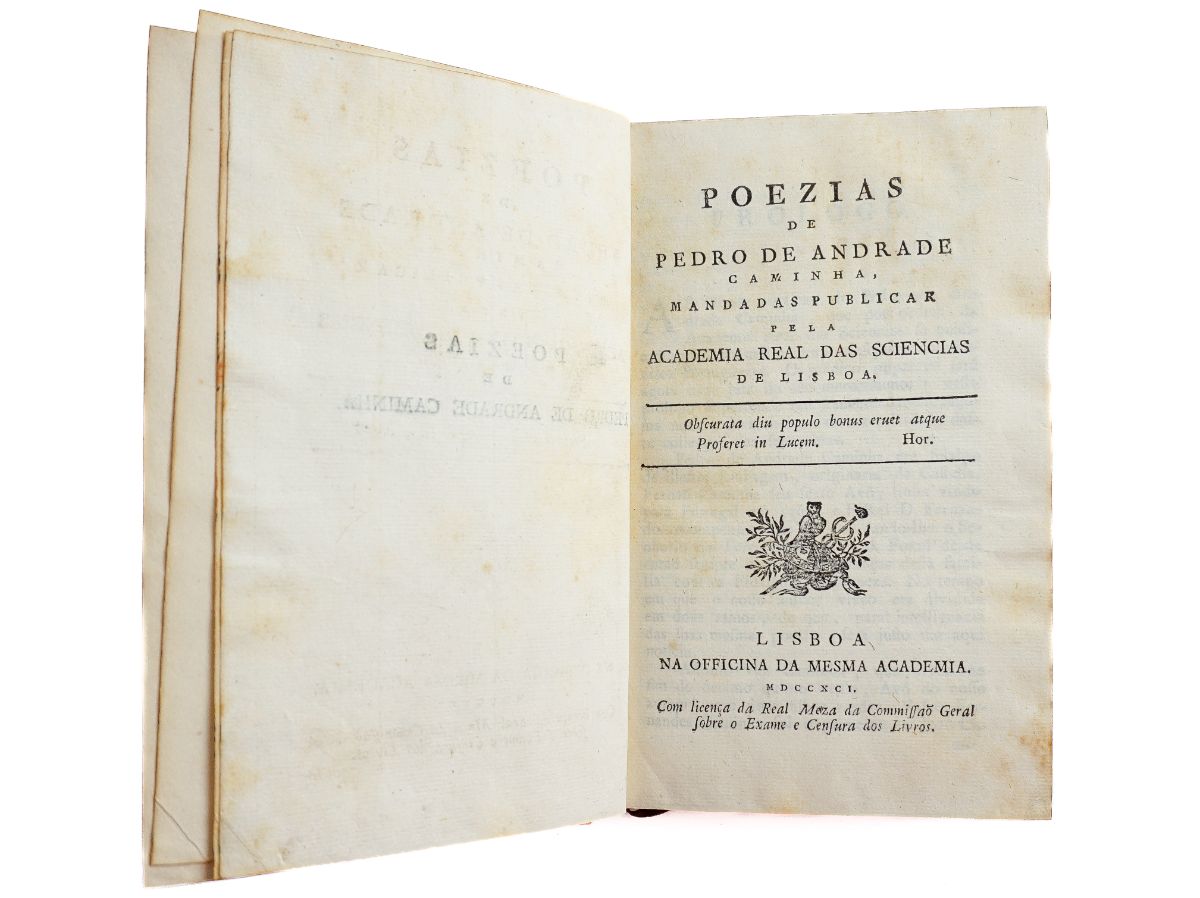 POEZIAS
DE
PEDRO DE ANDRADE
CAMINHA,
MANDADAS PUBLICAR
PELA
ACADEMIA REAL DAS SCIENCIAS
DE LISBOA.
Obſcurata diu populo bonus eruet atque
Proferet in Lucem. Hor.
LISBOA
NA OFFICINA DA MESMA ACADEMIA.
MDCCXCI.
Com licença da Real Meza da Commiſſaõ Geral
ſobre o Exame e Cenſura dos Livros.